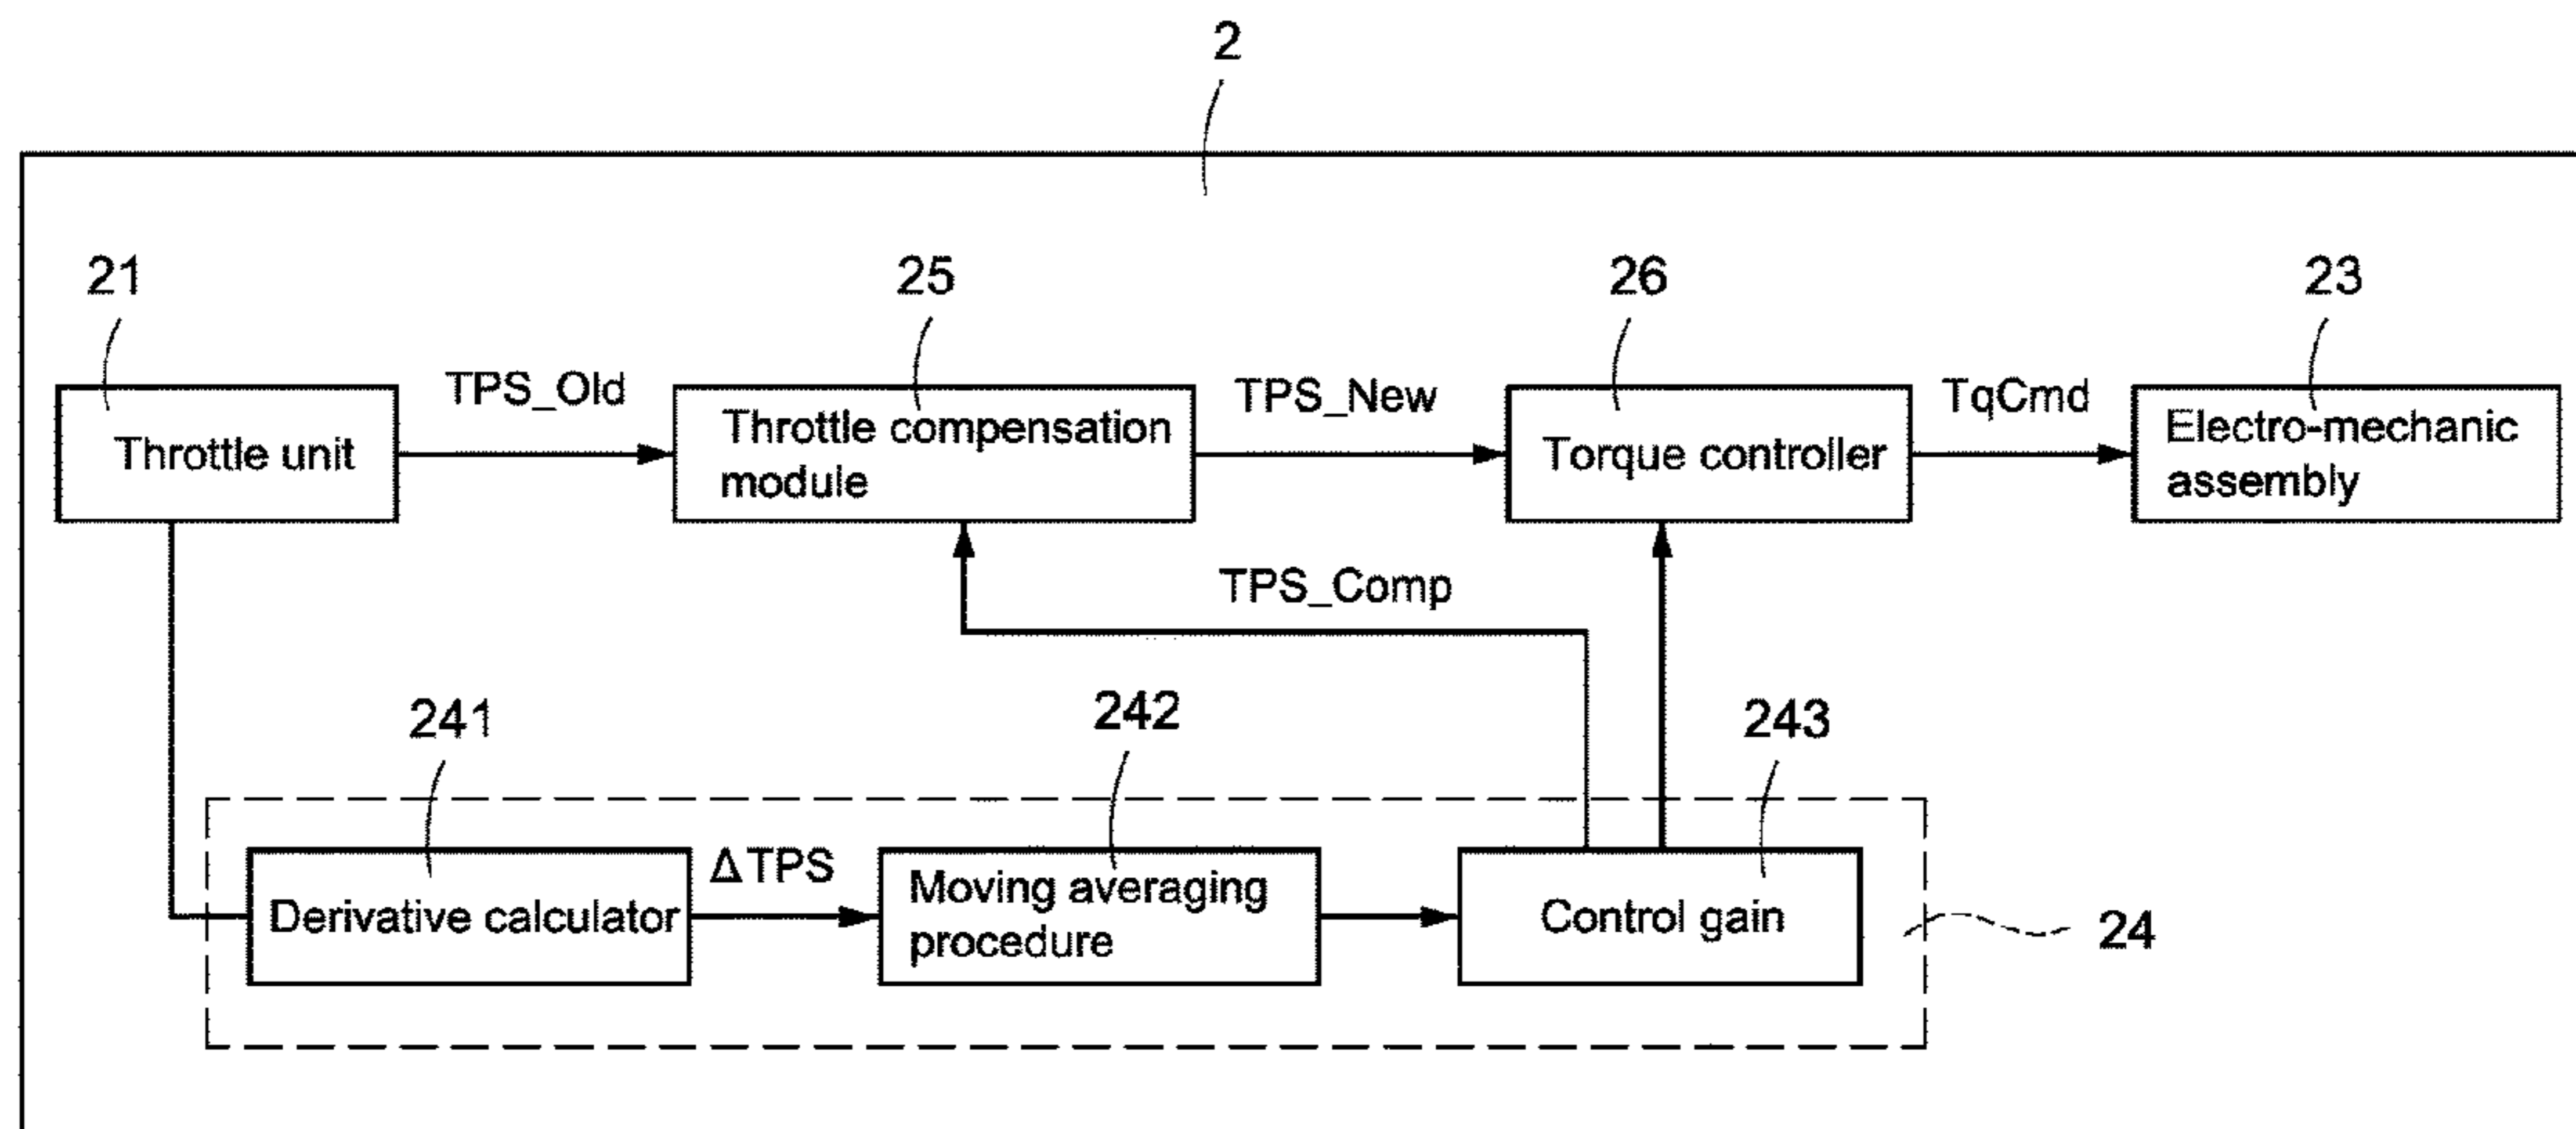 2
21
25
26
23
TPS_Old
TPS_New
TqCmd
Throttle unit
Throttle compensation
module
Torque controller
Electro-mechanic
assembly
TPS_Comp
241
242
243
ΔTPS
Derivative calculator
Moving averaging
procedure
Control gain
24